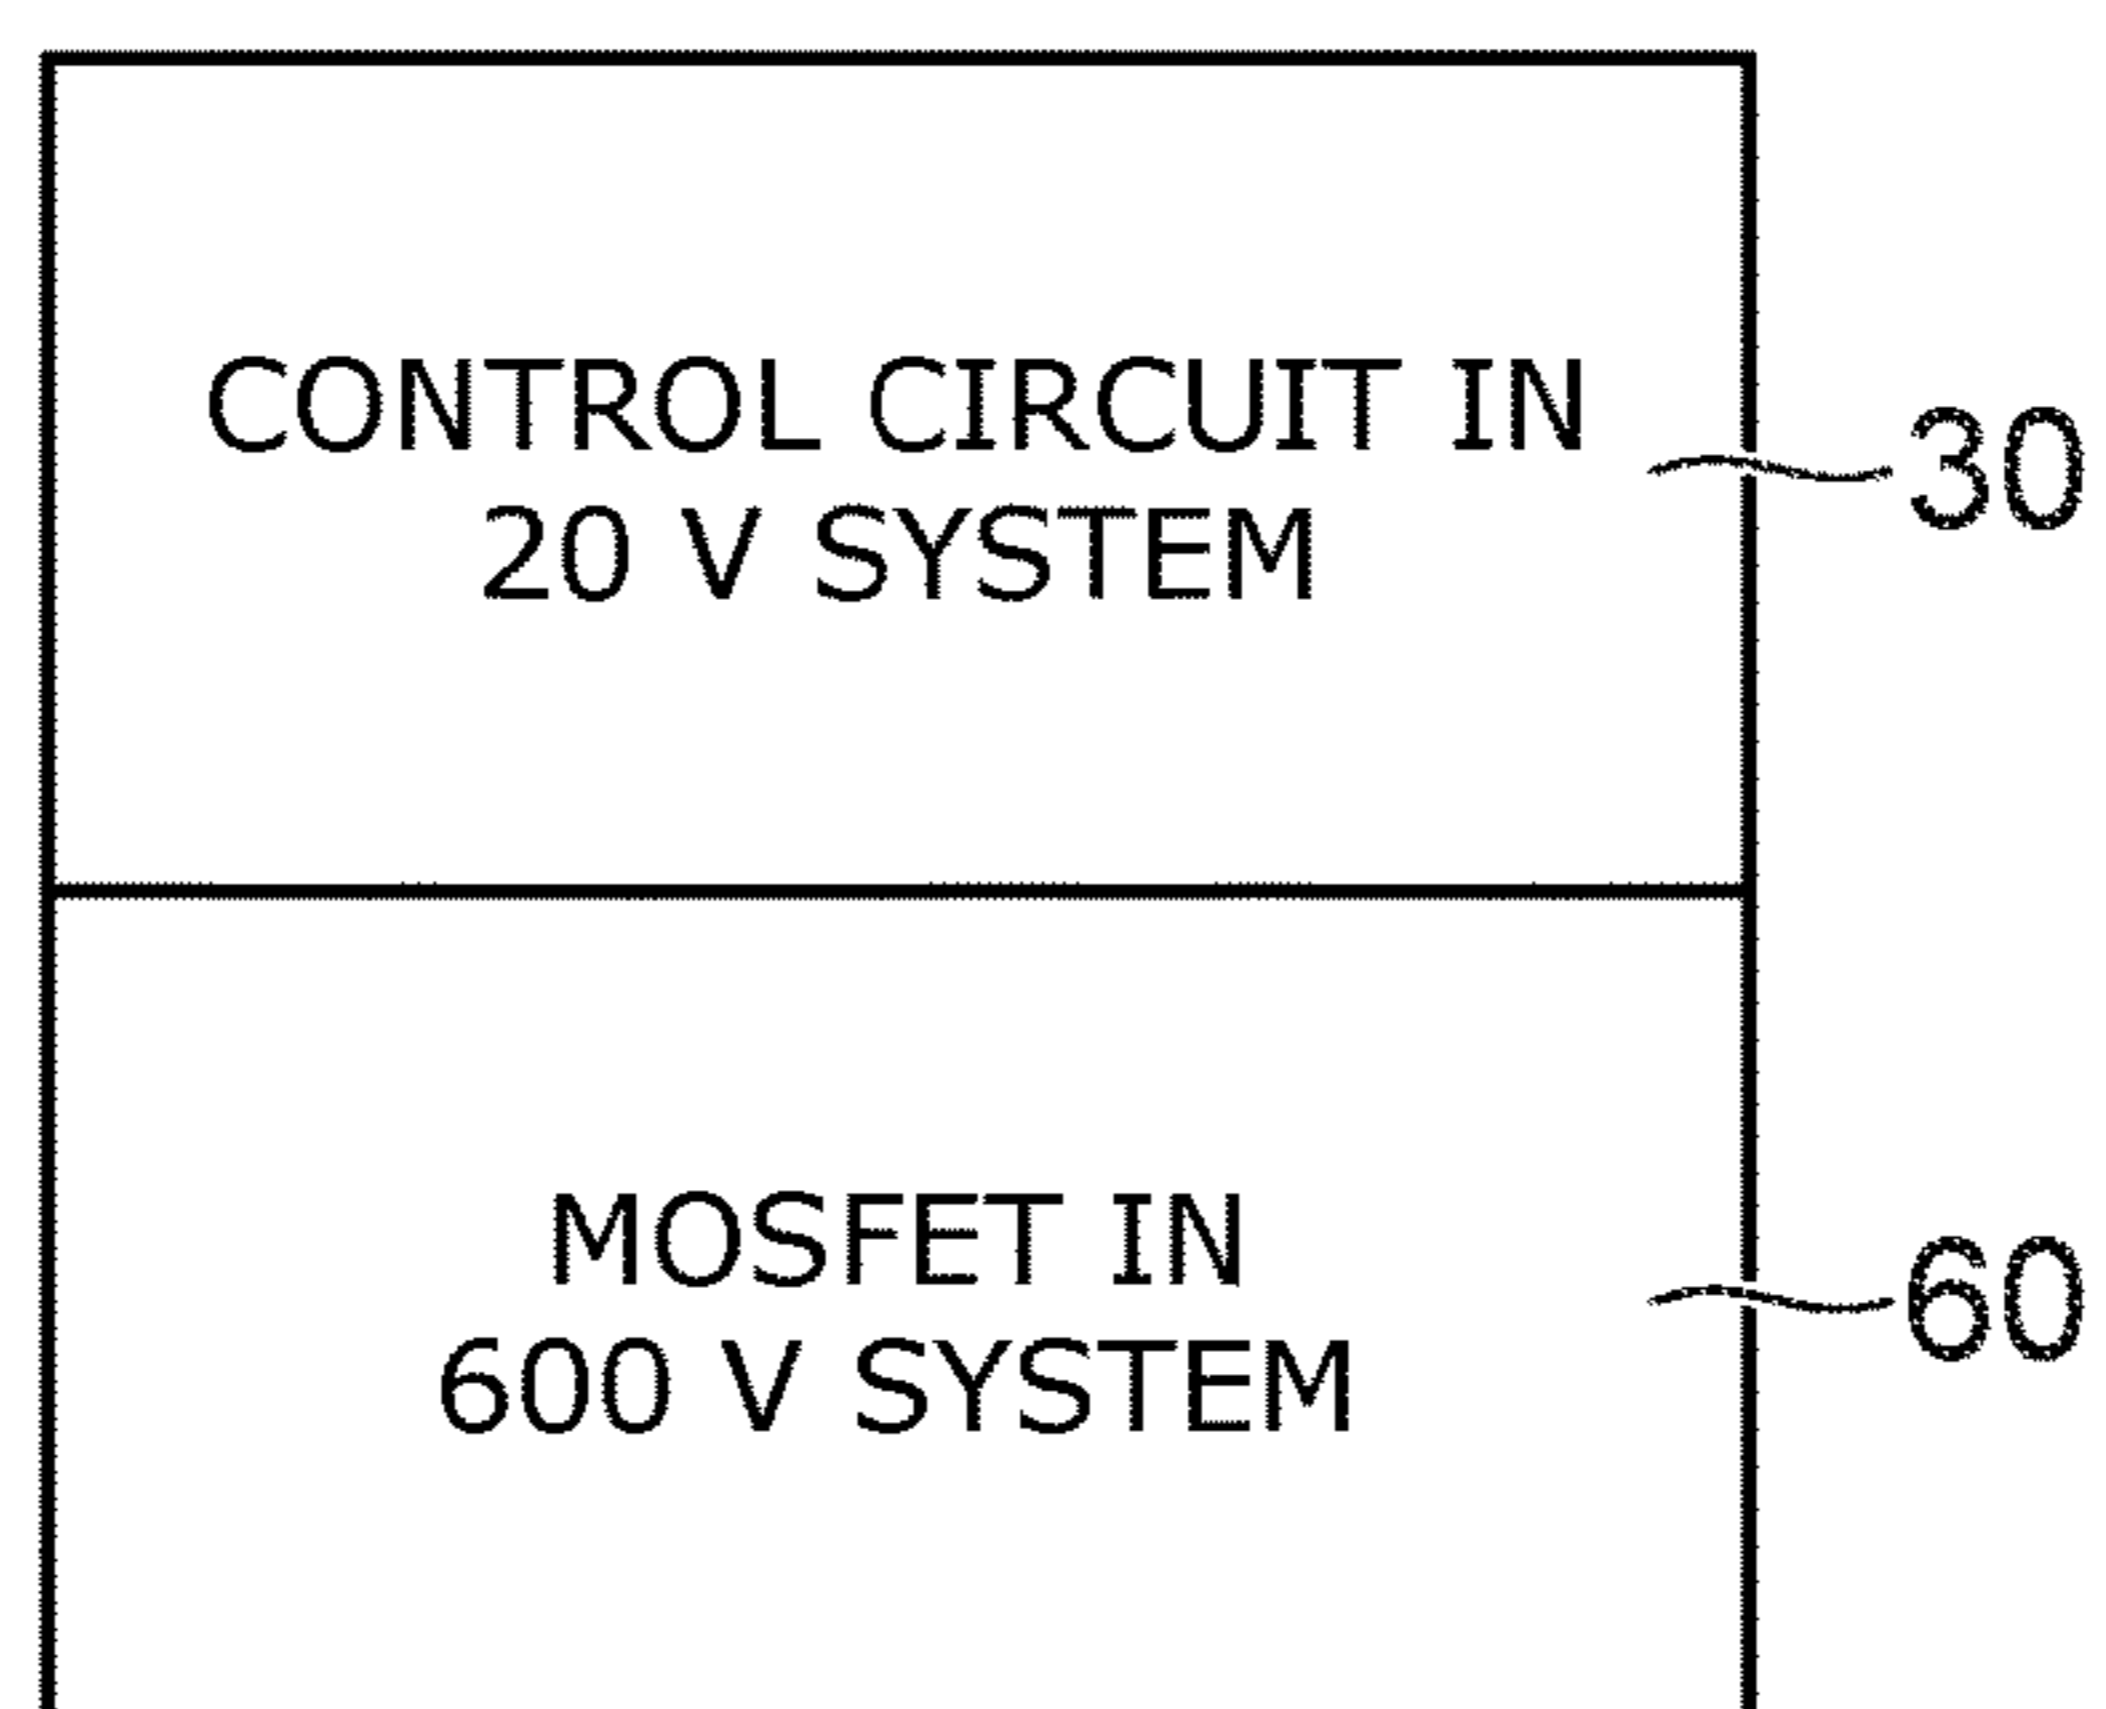 CONTROL CIRCUIT IN
20 V SYSTEM
30
MOSFET IN
600 V SYSTEM
60